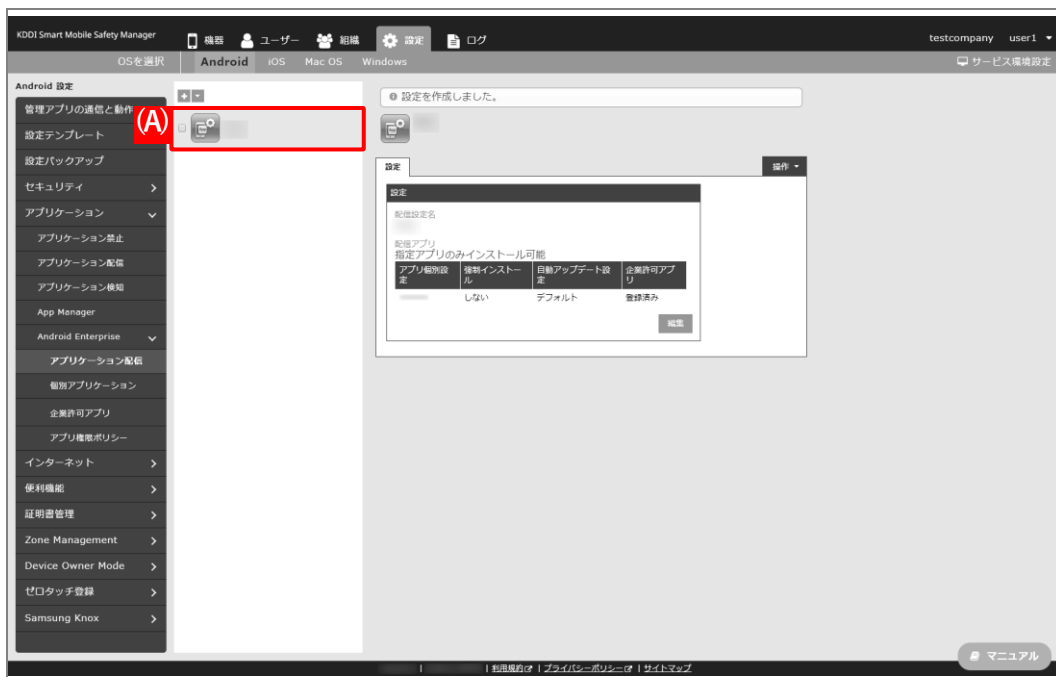 KDDI Smart Mobile Safety Manager
機器 ユーザー 組織 設定 ログ
testcompany user1
OSを選択 Android iOS Mac OS Windows
サービス環境設定
Android 設定
管理アプリの通信と動作
設定テンプレート
設定バックアップ
セキュリティ
アプリケーション
アプリケーション禁止
アプリケーション配信
アプリケーション検知
App Manager
Android Enterprise
アプリケーション配信
個別アプリケーション
企業許可アプリ
アプリ権限ポリシー
インターネット
便利機能
証明書管理
Zone Management
Device Owner Mode
ゼロタッチ登録
Samsung Knox
(A)
設定を作成しました。
設定
操作
設定
配信設定名
配信アプリ
指定アプリのみインストール可能
アプリ個別設定 強制インストール 自動アップデート設定 企業許可アプリ
しない デフォルト 登録済み
編集
マニュアル
| | 利用規約 | プライバシーポリシー | サイトマップ